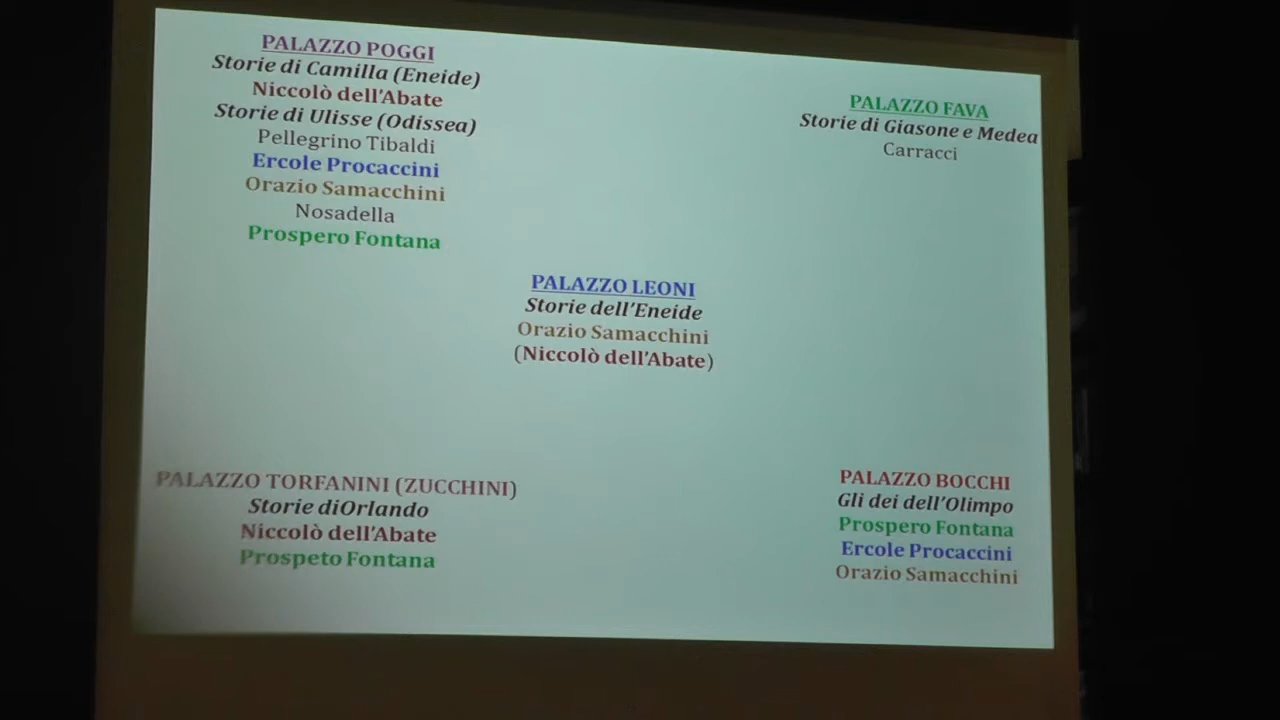 PALAZZO POGGI
Storie di Camilla (Eneide)
Niccolò dell'Abate
Storie di Ulisse (Odissea)
Pellegrino Tibaldi
Ercole Procaccini
Orazio Samacchini
Nosadella
Prospero Fontana
PALAZZO FAVA
Storie di Giasone e Medea
Carracci
PALAZZO LEONI
Storie dell'Eneide
Orazio Samacchini
(Niccolò dell'Abate)
PALAZZO TORFANINI (ZUCCHINI)
Storie diOrlando
Niccolò dell'Abate
Prospeto Fontana
PALAZZO BOCCHI
Gli dei dell'Olimpo
Prospero Fontana
Ercole Procaccini
Orazio Samacchini